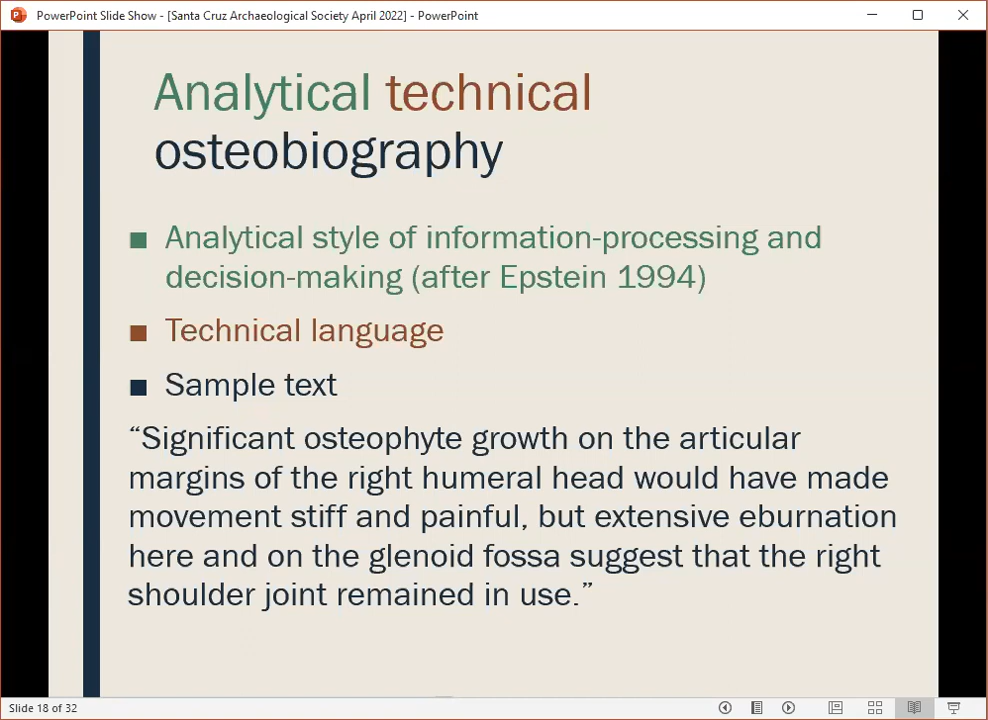 PowerPoint Slide Show - [Santa Cruz Archaeological Society April 2022] - PowerPoint
Analytical technical
osteobiography
■ Analytical style of information-processing and
decision-making (after Epstein 1994)
■ Technical language
■ Sample text
“Significant osteophyte growth on the articular
margins of the right humeral head would have made
movement stiff and painful, but extensive eburnation
here and on the glenoid fossa suggest that the right
shoulder joint remained in use.”
Slide 18 of 32